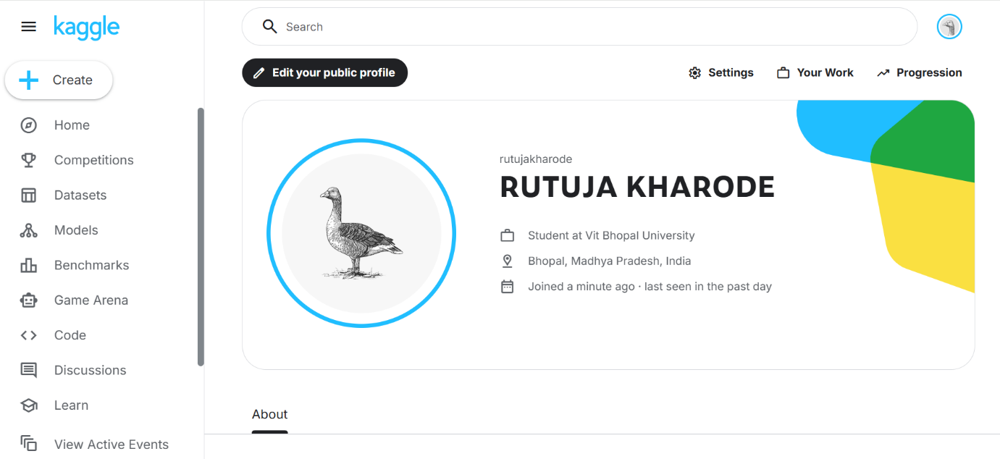 kaggle
Search
Create
Edit your public profile
Settings
Your Work
Progression
Home
Competitions
Datasets
Models
Benchmarks
Game Arena
Code
Discussions
Learn
View Active Events
rutujakharode
RUTUJA KHARODE
Student at Vit Bhopal University
Bhopal, Madhya Pradesh, India
Joined a minute ago · last seen in the past day
About